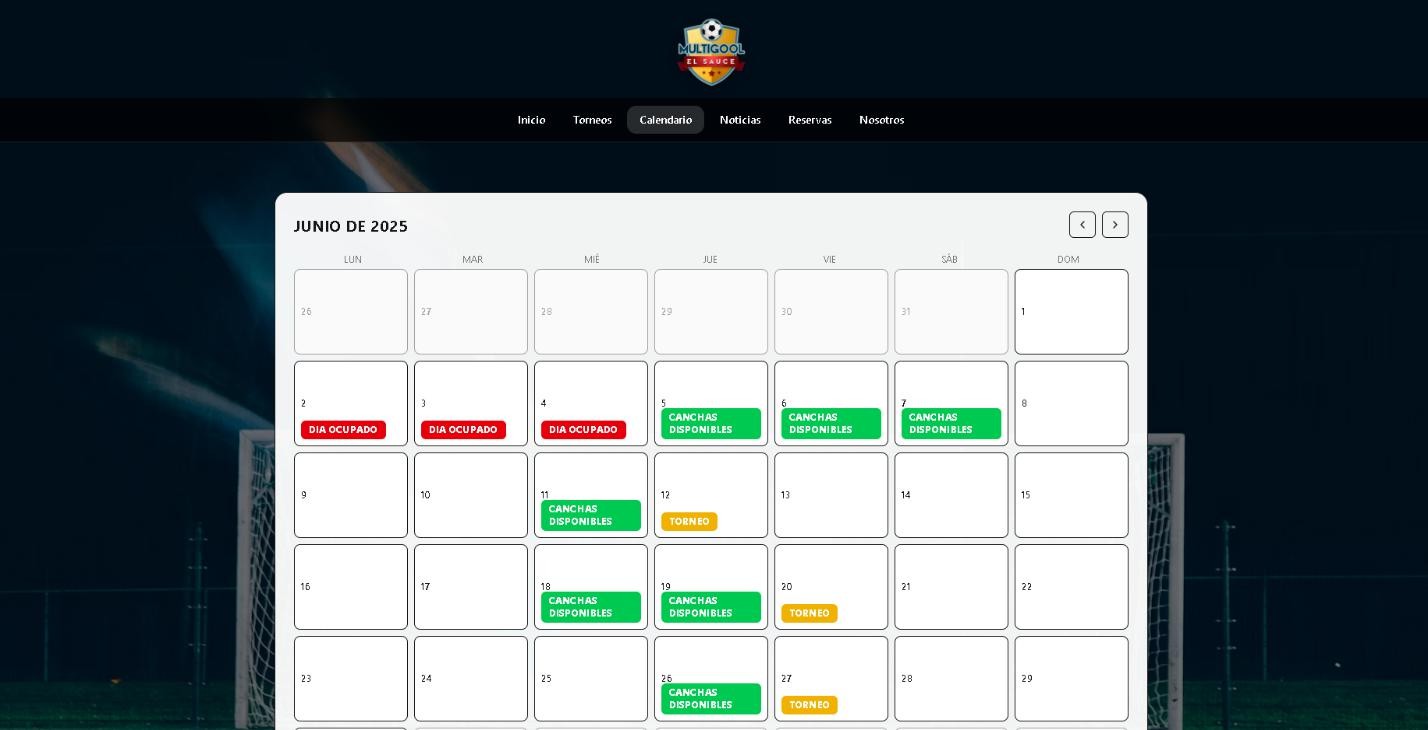 MULTIGOOL
EL SAUCE
Inicio Torneos Calendario Noticias Reservas Nosotros
JUNIO DE 2025
LUN MAR MIÉ JUE VIE SÁB DOM
26 27 28 29 30 31 1
2 3 4 5 6 7 8
DIA OCUPADO DIA OCUPADO DIA OCUPADO CANCHAS CANCHAS CANCHAS
DISPONIBLES DISPONIBLES DISPONIBLES
9 10 11 12 13 14 15
CANCHAS
DISPONIBLES TORNEO
16 17 18 19 20 21 22
CANCHAS CANCHAS
DISPONIBLES DISPONIBLES TORNEO
23 24 25 26 27 28 29
CANCHAS
DISPONIBLES TORNEO